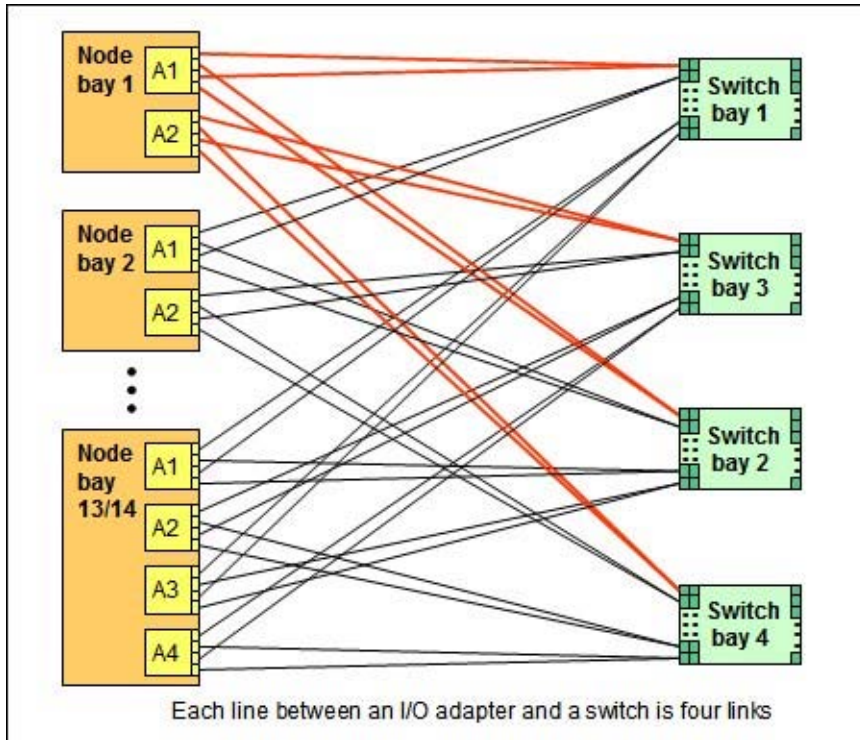 Node
bay 1
A1
A2
Node
bay 2
A1
A2
Node
bay
13/14
A1
A2
A3
A4
Switch
bay 1
Switch
bay 3
Switch
bay 2
Switch
bay 4
Each line between an I/O adapter and a switch is four links